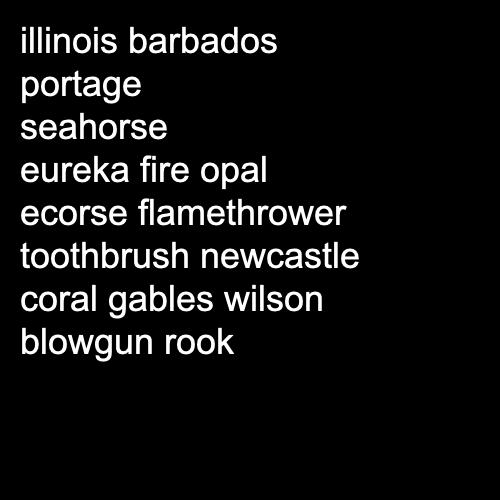 illinois barbados
portage
seahorse
eureka fire opal
ecorse flamethrower
toothbrush newcastle
coral gables wilson
blowgun rook